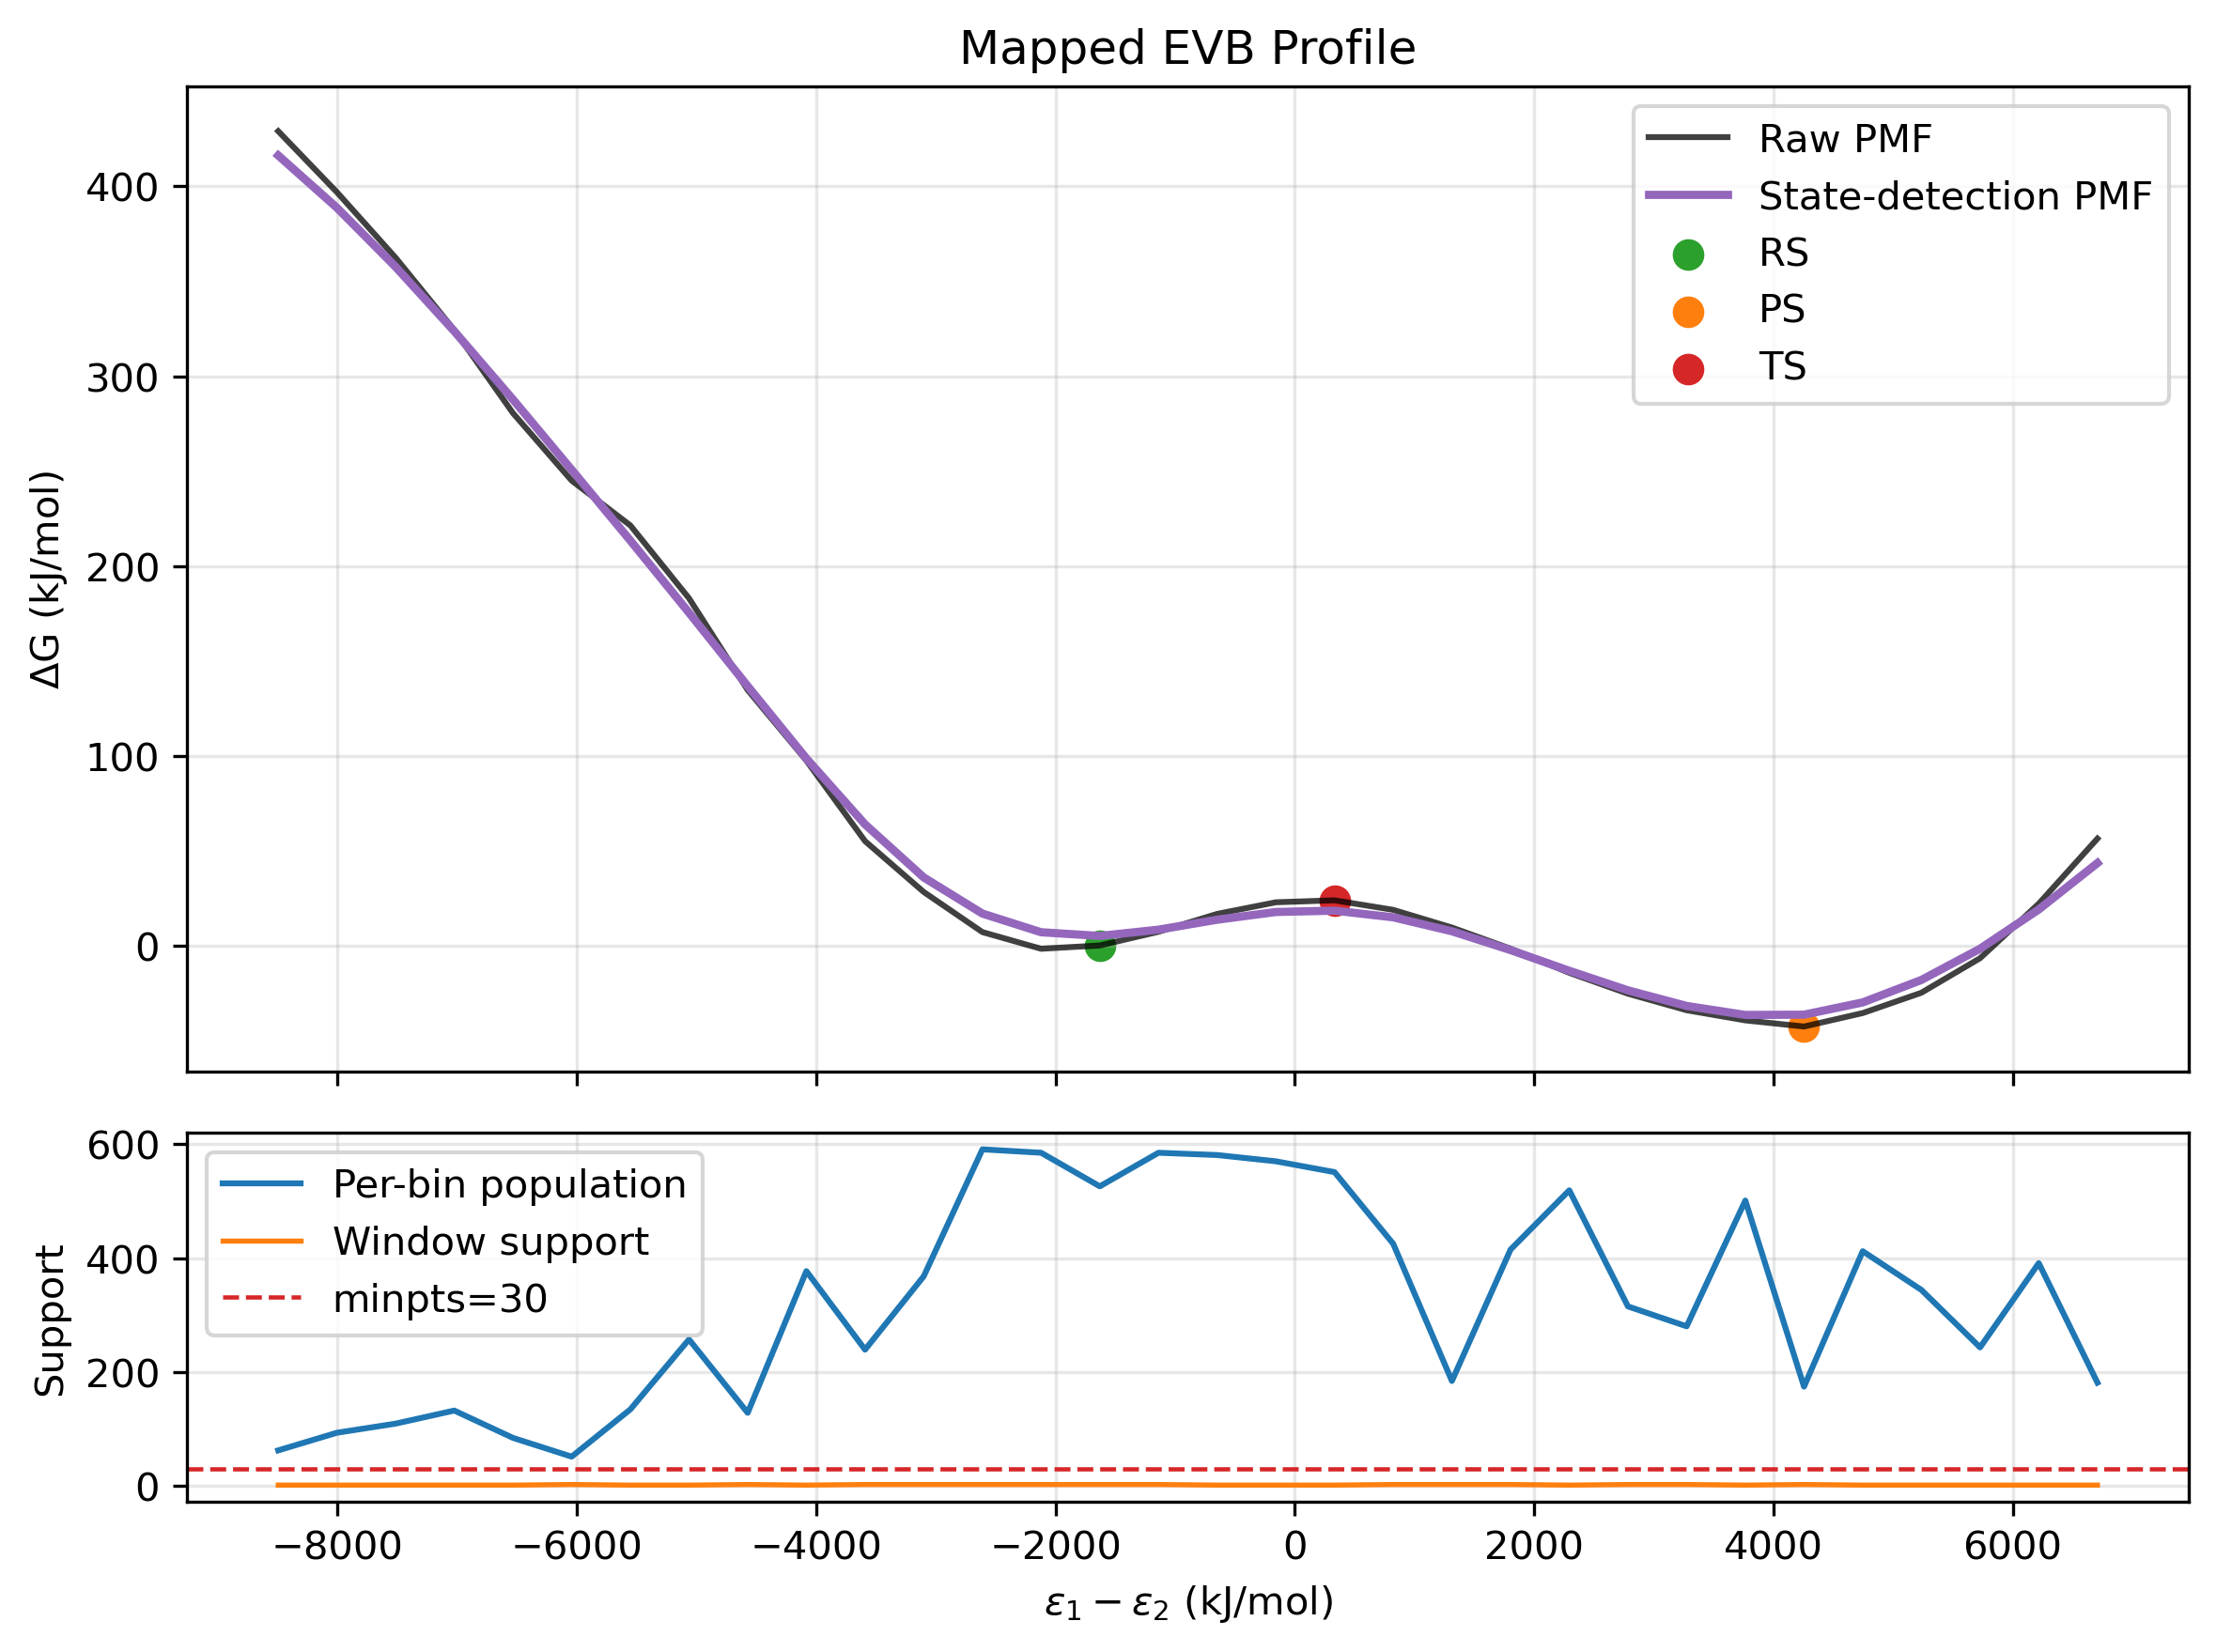 Mapped EVB Profile
ΔG (kJ/mol)
400
300
200
100
0
Raw PMF
State-detection PMF
RS
PS
TS
Support
600
400
200
0
Per-bin population
Window support
minpts=30
−8000 −6000 −4000 −2000 0 2000 4000 6000
ε₁ − ε₂ (kJ/mol)